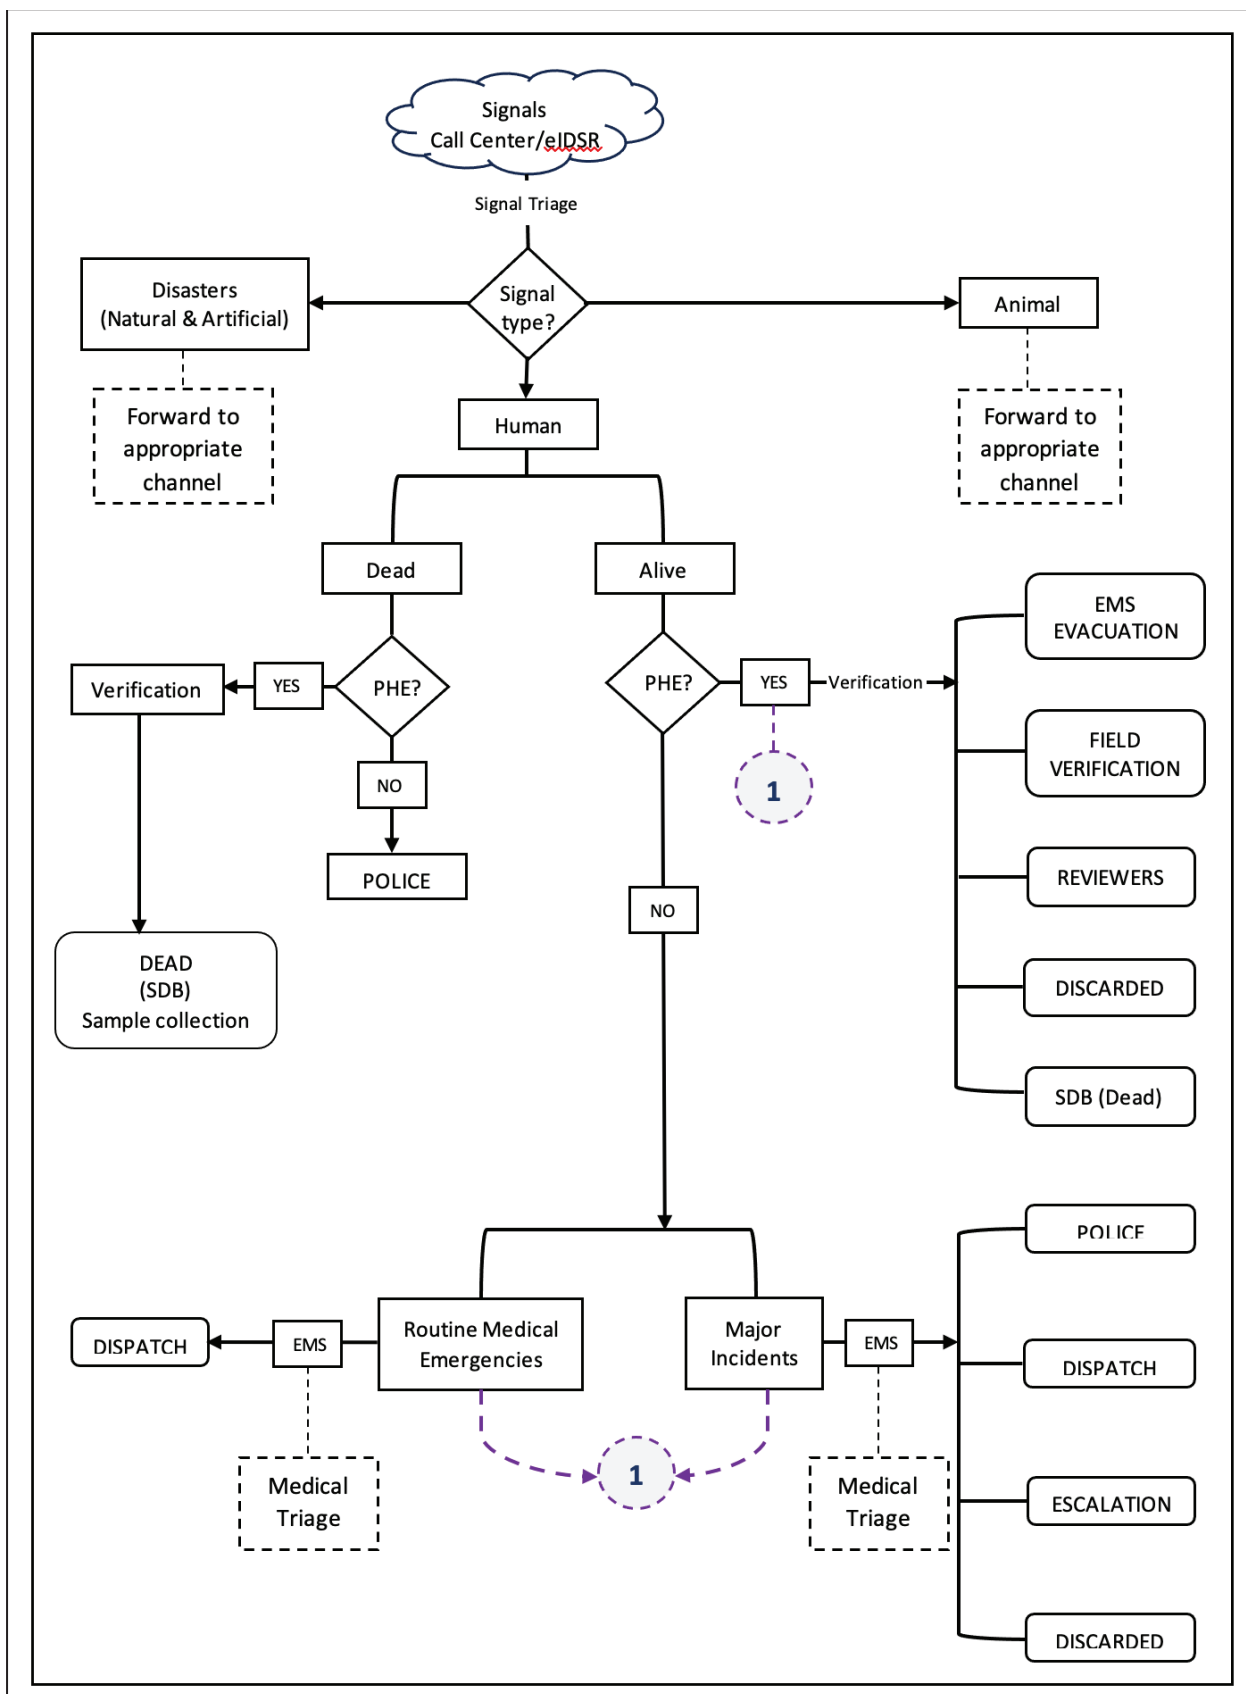 Signals
Call Center/eIDSR
Signal Triage
Signal
type?
Disasters
(Natural & Artificial)
Animal
Forward to
appropriate
channel
Human
Forward to
appropriate
channel
Dead
Alive
PHE?
YES
Verification
NO
POLICE
DEAD
(SDB)
Sample collection
PHE?
YES
Verification
1
NO
EMS
EVACUATION
FIELD
VERIFICATION
REVIEWERS
DISCARDED
SDB (Dead)
Routine Medical
Emergencies
EMS
DISPATCH
Medical
Triage
1
Major
Incidents
EMS
Medical
Triage
POLICE
DISPATCH
ESCALATION
DISCARDED